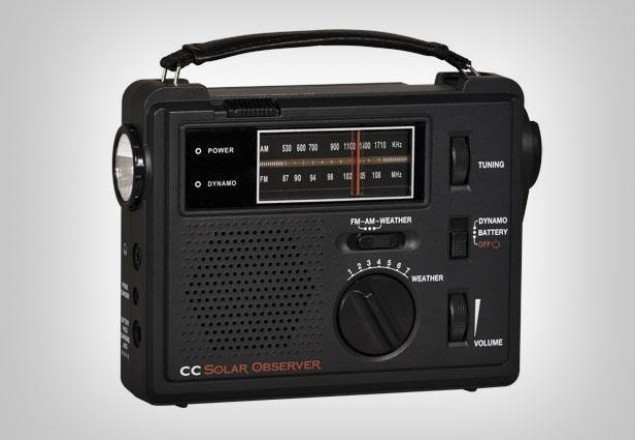 POWER
DYNAMO
AM 530 600 700 900 1100 1400 1710 KHz
FM 87 90 94 98 102 105 108 MHz
TUNING
FM-AM-WEATHER
DYNAMO
BATTERY
OFF
1 2 3 4 5 6 7
WEATHER
VOLUME
CC SOLAR OBSERVER